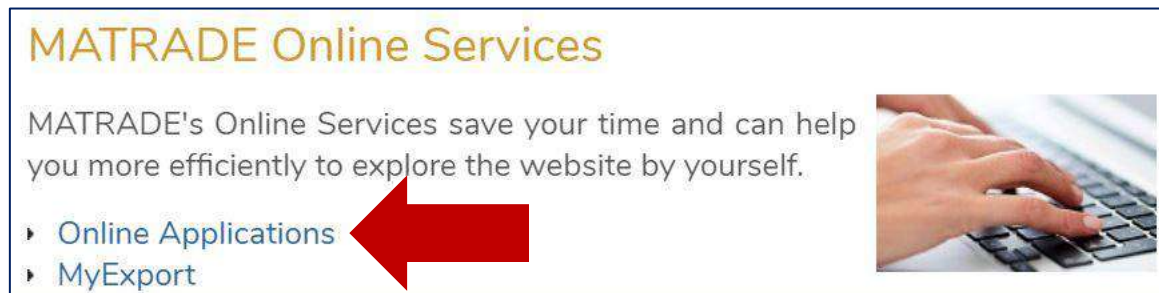 MATRADE Online Services
MATRADE's Online Services save your time and can help
you more efficiently to explore the website by yourself.
Online Applications
MyExport